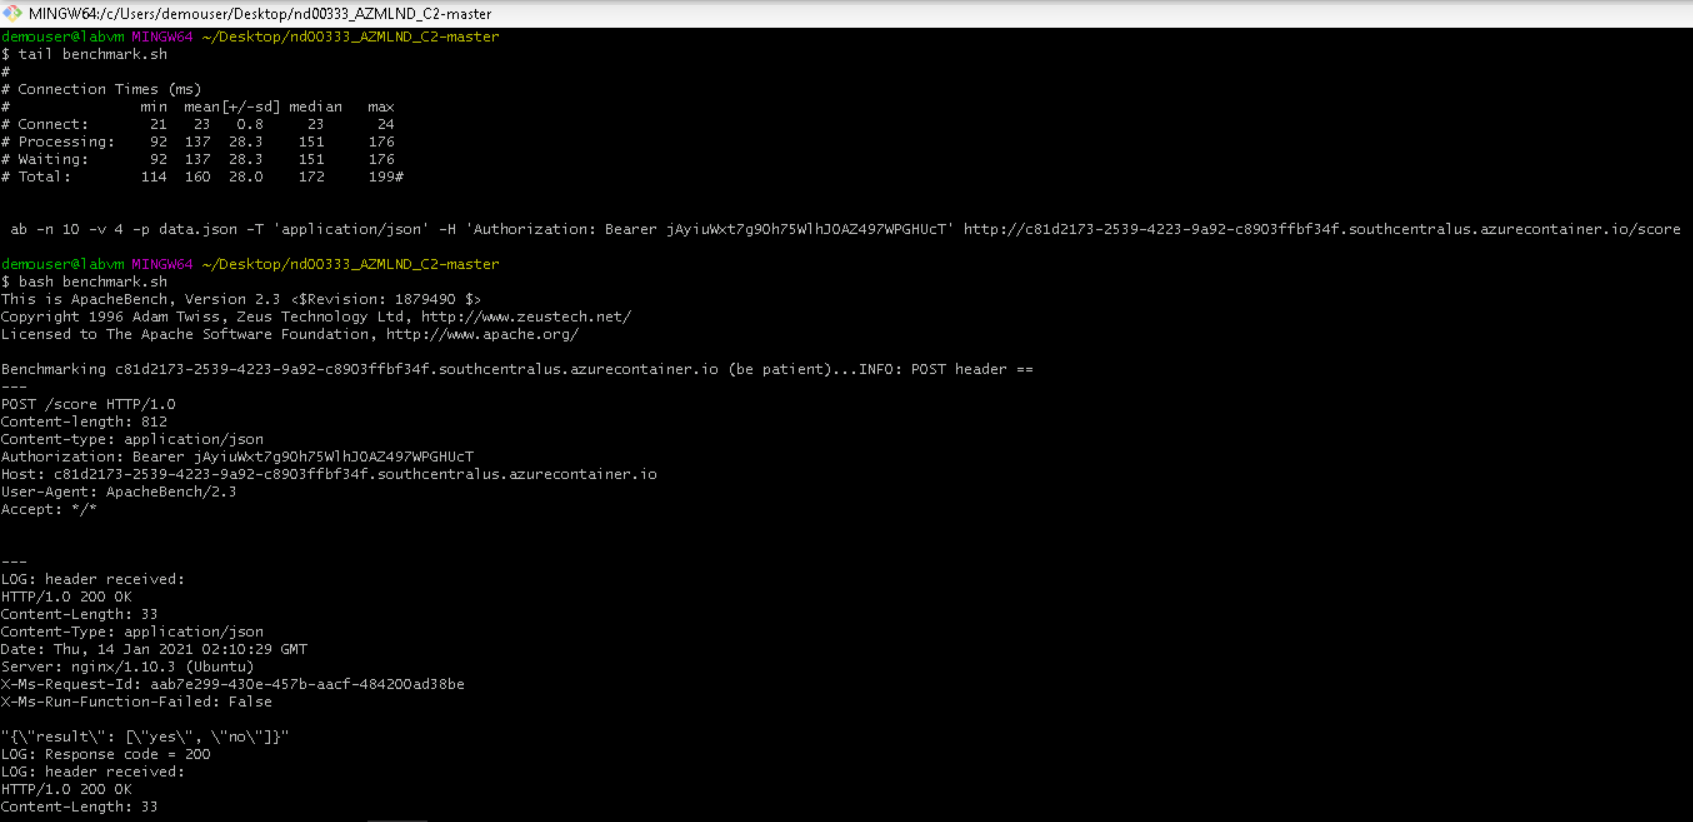 MINGW64:/c/Users/demouser/Desktop/nd00333_AZMLND_C2-master
demouser@labvm MINGW64 ~/Desktop/nd00333_AZMLND_C2-master
$ tail benchmark.sh
#
# Connection Times (ms)
#               min  mean[+/-sd] median   max
# Connect:       21   23   0.8     23      24
# Processing:    92  137  28.3    151     176
# Waiting:       92  137  28.3    151     176
# Total:        114  160  28.0    172     199#
 ab -n 10 -v 4 -p data.json -T 'application/json' -H 'Authorization: Bearer jAyiuWxt7g9Oh75WlhJOAZ497WPGHUcT' http://c81d2173-2539-4223-9a92-c8903ffbf34f.southcentralus.azurecontainer.io/score
demouser@labvm MINGW64 ~/Desktop/nd00333_AZMLND_C2-master
$ bash benchmark.sh
This is ApacheBench, Version 2.3 <$Revision: 1879490 $>
Copyright 1996 Adam Twiss, Zeus Technology Ltd, http://www.zeustech.net/
Licensed to The Apache Software Foundation, http://www.apache.org/
Benchmarking c81d2173-2539-4223-9a92-c8903ffbf34f.southcentralus.azurecontainer.io (be patient)...INFO: POST header ==
---
POST /score HTTP/1.0
Content-length: 812
Content-type: application/json
Authorization: Bearer jAyiuWxt7g9Oh75WlhJOAZ497WPGHUcT
Host: c81d2173-2539-4223-9a92-c8903ffbf34f.southcentralus.azurecontainer.io
User-Agent: ApacheBench/2.3
Accept: */*
---
LOG: header received:
HTTP/1.0 200 OK
Content-Length: 33
Content-Type: application/json
Date: Thu, 14 Jan 2021 02:10:29 GMT
Server: nginx/1.10.3 (Ubuntu)
X-Ms-Request-Id: aab7e299-430e-457b-aacf-484200ad38be
X-Ms-Run-Function-Failed: False
"{\"result\": [\"yes\", \"no\"]}"
LOG: Response code = 200
LOG: header received:
HTTP/1.0 200 OK
Content-Length: 33